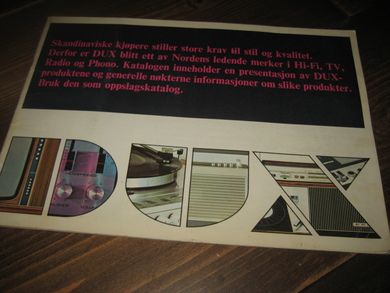 Skandinaviske kjøpere stiller store krav til stil og kvalitet.
Derfor er DUX blitt ett av Nordens ledende merker i Hi-Fi, TV,
Radio og Phono. Katalogen inneholder en presentasjon av DUX-
produktene og generelle nøkterne informasjoner om slike produkter.
Bruk den som oppslagskatalog.
DUX